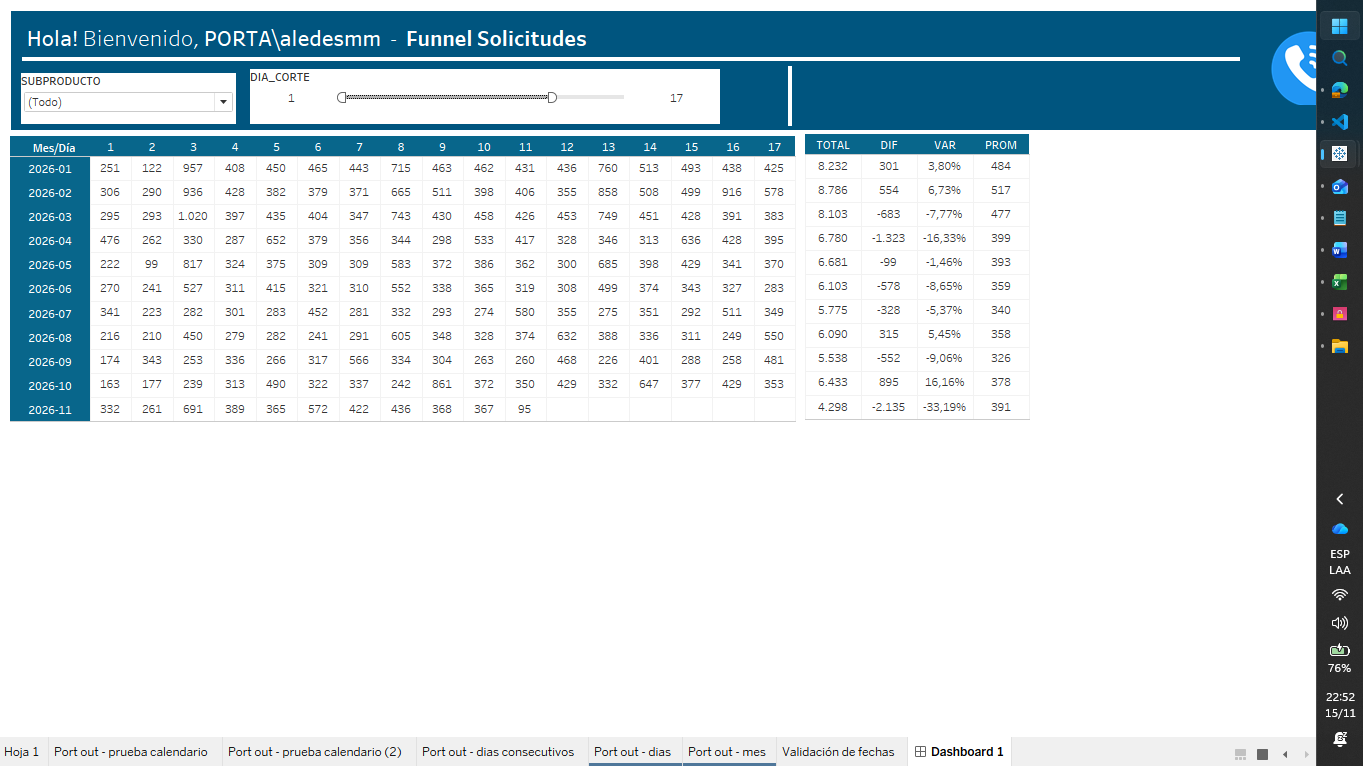 Hola! Bienvenido, PORTA\aledesmm - Funnel Solicitudes
SUBPRODUCTO
(Todo)
DIA_CORTE
1 17
Mes/Día 1 2 3 4 5 6 7 8 9 10 11 12 13 14 15 16 17 TOTAL DIF VAR PROM
2026-01 251 122 957 408 450 465 443 715 463 462 431 436 760 513 493 438 425 8.232 301 3,80% 484
2026-02 306 290 936 428 382 379 371 665 511 398 406 355 858 508 499 916 578 8.786 554 6,73% 517
2026-03 295 293 1.020 397 435 404 347 743 430 458 426 453 749 451 428 391 383 8.103 -683 -7,77% 477
2026-04 476 262 330 287 652 379 356 344 298 533 417 328 346 313 636 428 395 6.780 -1.323 -16,33% 399
2026-05 222 99 817 324 375 309 309 583 372 386 362 300 685 398 429 341 370 6.681 -99 -1,46% 393
2026-06 270 241 527 311 415 321 310 552 338 365 319 308 499 374 343 327 283 6.103 -578 -8,65% 359
2026-07 341 223 282 301 283 452 281 332 293 274 580 355 275 351 292 511 349 5.775 -328 -5,37% 340
2026-08 216 210 450 279 282 241 291 605 348 328 374 632 388 336 311 249 550 6.090 315 5,45% 358
2026-09 174 343 253 336 266 317 566 334 304 263 260 468 226 401 288 258 481 5.538 -552 -9,06% 326
2026-10 163 177 239 313 490 322 337 242 861 372 350 429 332 647 377 429 353 6.433 895 16,16% 378
2026-11 332 261 691 389 365 572 422 436 368 367 95 4.298 -2.135 -33,19% 391
ESP
LAA
76%
22:52
15/11
Hoja 1 Port out - prueba calendario Port out - prueba calendario (2) Port out - dias consecutivos Port out - dias Port out - mes Validación de fechas Dashboard 1